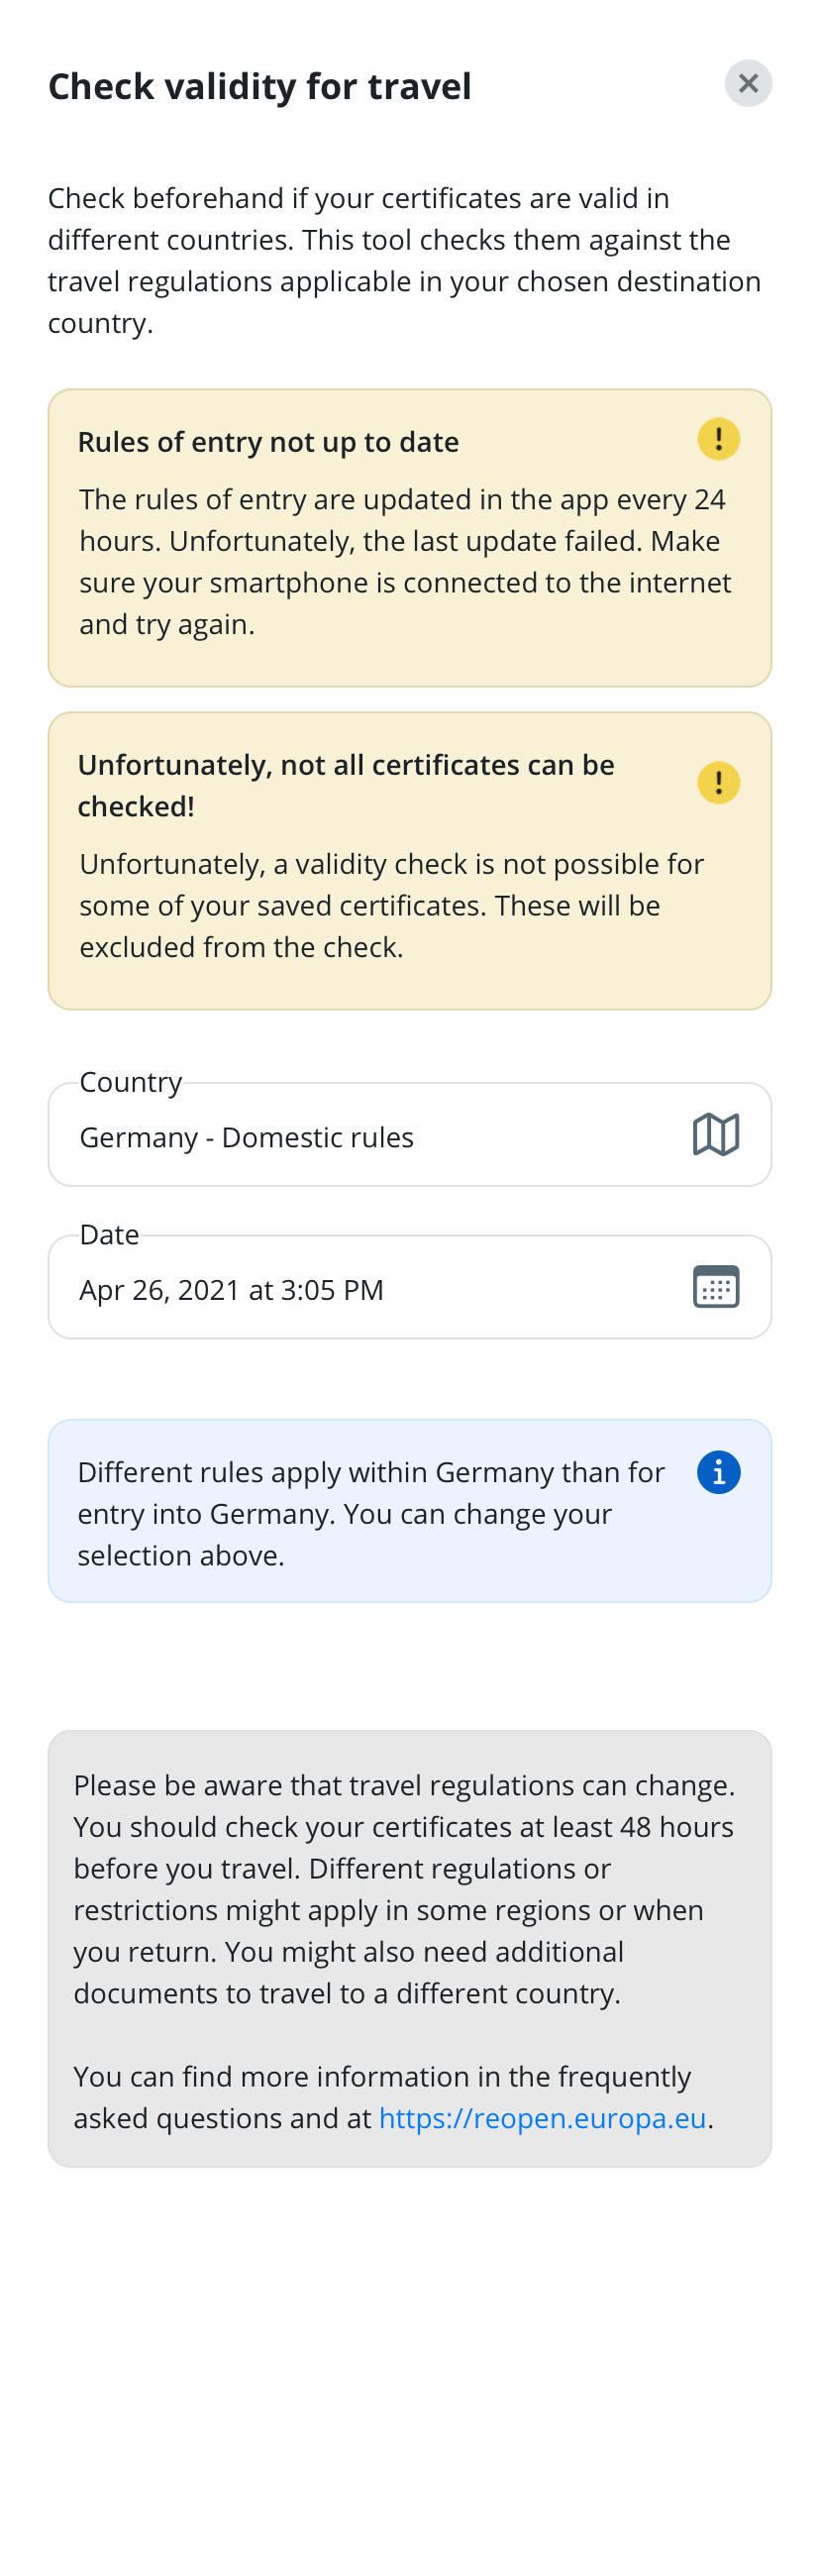 Check validity for travel
Check beforehand if your certificates are valid in
different countries. This tool checks them against the
travel regulations applicable in your chosen destination
country.
Rules of entry not up to date
The rules of entry are updated in the app every 24
hours. Unfortunately, the last update failed. Make
sure your smartphone is connected to the internet
and try again.
Unfortunately, not all certificates can be
checked!
Unfortunately, a validity check is not possible for
some of your saved certificates. These will be
excluded from the check.
Country
Germany - Domestic rules
Date
Apr 26, 2021 at 3:05 PM
Different rules apply within Germany than for
entry into Germany. You can change your
selection above.
Please be aware that travel regulations can change.
You should check your certificates at least 48 hours
before you travel. Different regulations or
restrictions might apply in some regions or when
you return. You might also need additional
documents to travel to a different country.
You can find more information in the frequently
asked questions and at https://reopen.europa.eu.